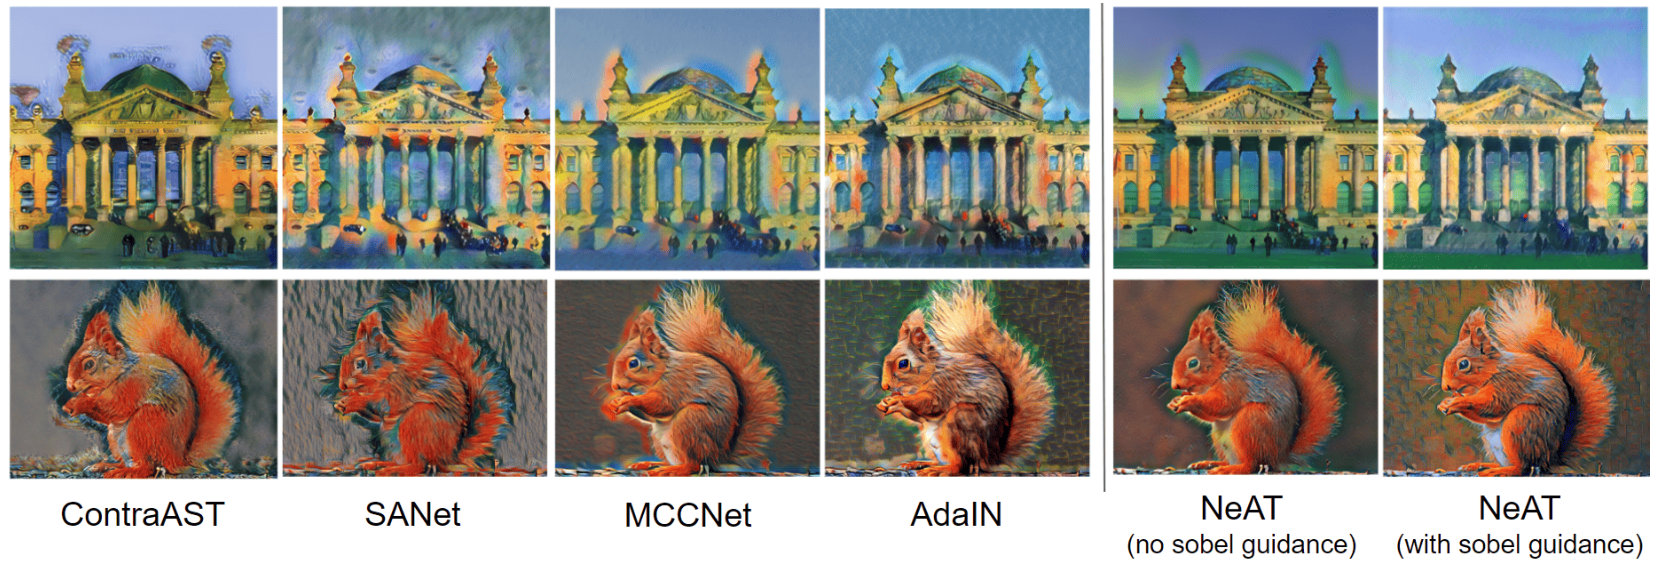 ContraAST
SANet
MCCNet
AdaIN
NeAT
(no sobel guidance)
NeAT
(with sobel guidance)